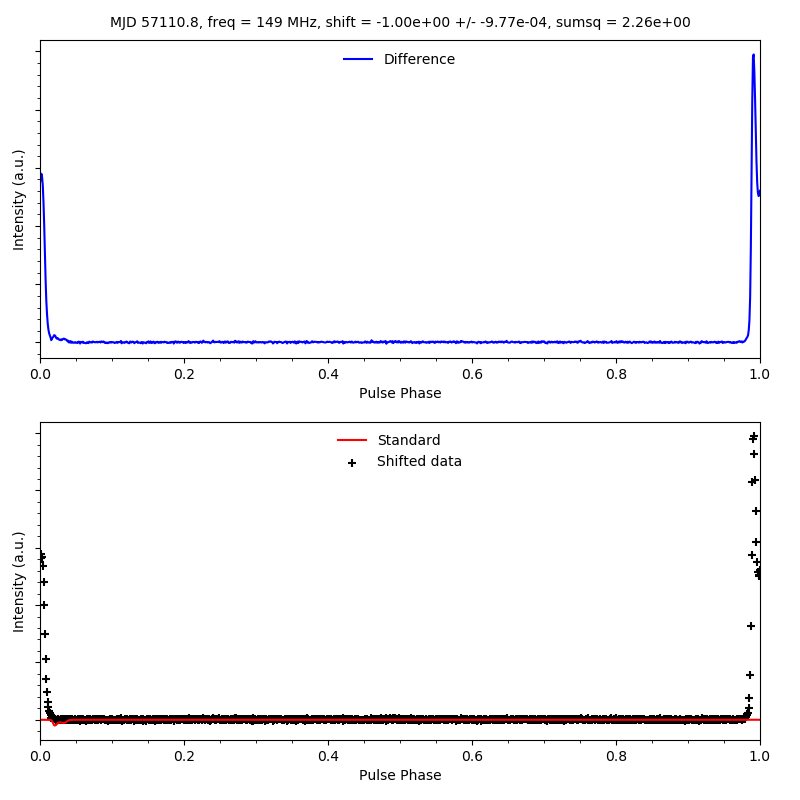 MJD 57110.8, freq = 149 MHz, shift = -1.00e+00 +/- -9.77e-04, sumsq = 2.26e+00
Difference
Intensity (a.u.)
0.0 0.2 0.4 0.6 0.8 1.0
Pulse Phase
Standard
Shifted data
Intensity (a.u.)
0.0 0.2 0.4 0.6 0.8 1.0
Pulse Phase